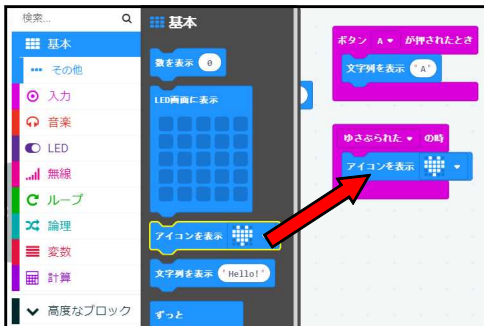 検索...
基本
その他
入力
音楽
LED
無線
ループ
論理
変数
計算
高度なブロック
基本
数を表示 0
LED画面に表示
アイコンを表示
文字列を表示 "Hello!"
ずっと
ボタン A が押されたとき
文字列を表示 "A"
ゆさぶられた の時
アイコンを表示